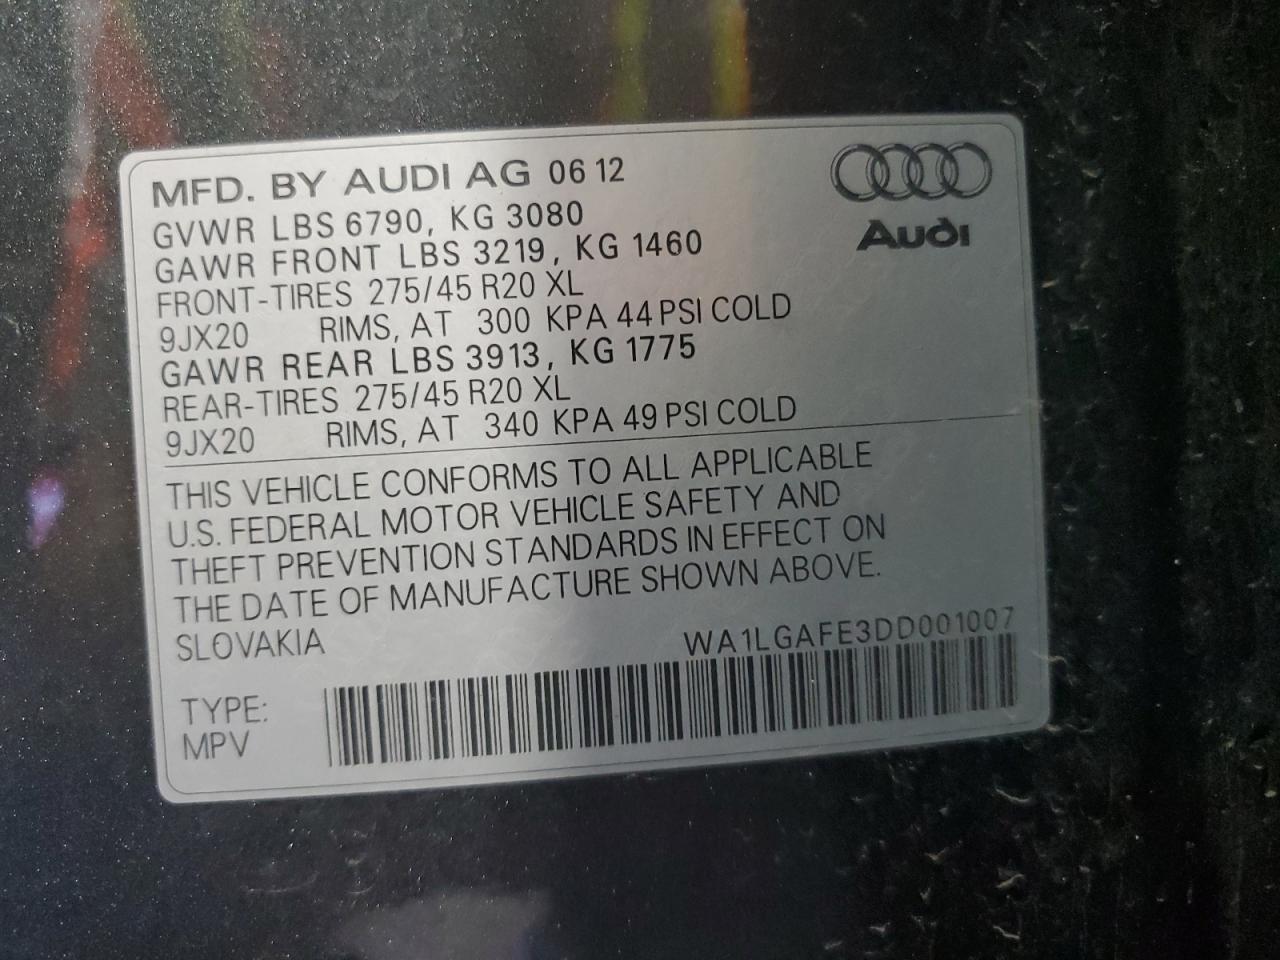 MFD. BY AUDI AG 06 12
Audi
GVWR LBS 6790, KG 3080
GAWR FRONT LBS 3219, KG 1460
FRONT-TIRES 275/45 R20 XL
9JX20 RIMS, AT 300 KPA 44 PSI COLD
GAWR REAR LBS 3913, KG 1775
REAR-TIRES 275/45 R20 XL
9JX20 RIMS, AT 340 KPA 49 PSI COLD
THIS VEHICLE CONFORMS TO ALL APPLICABLE
U.S. FEDERAL MOTOR VEHICLE SAFETY AND
THEFT PREVENTION STANDARDS IN EFFECT ON
THE DATE OF MANUFACTURE SHOWN ABOVE.
SLOVAKIA WA1LGAFE3DD001007
TYPE:
MPV